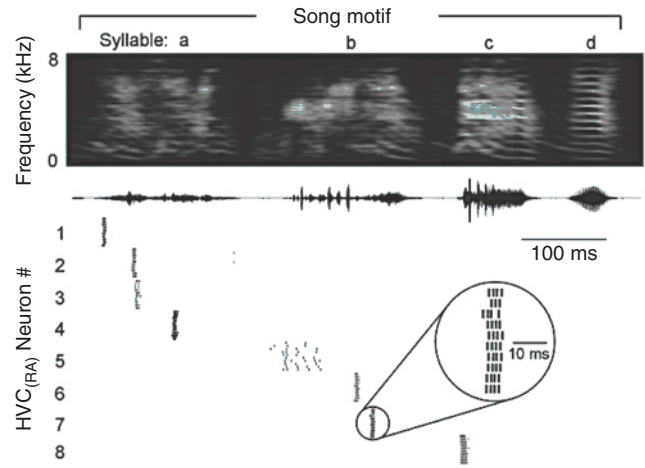 Song motif
Syllable: a b c d
8
Frequency (kHz)
0
100 ms
HVC(RA) Neuron #
1
2
3
4
5
6
7
8
10 ms